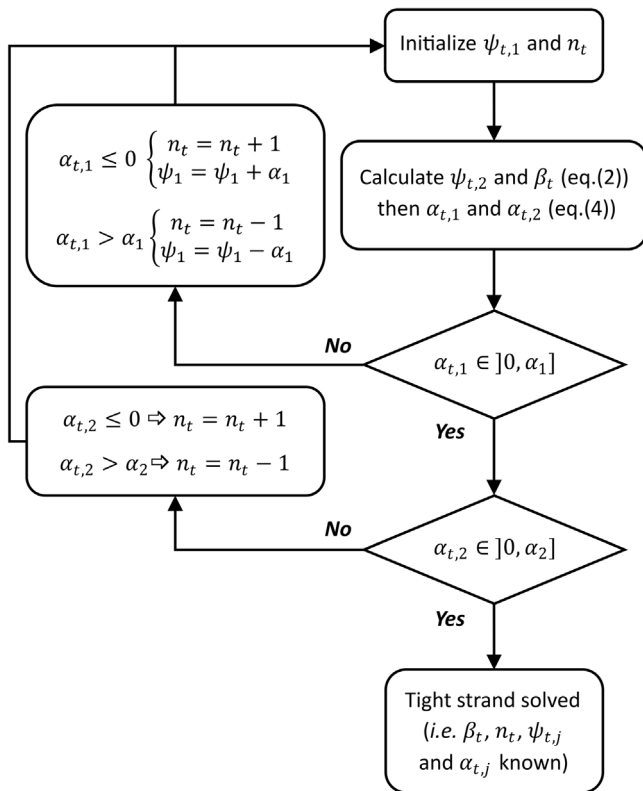 Initialize ψ_{t,1} and n_t
Calculate ψ_{t,2} and β_t (eq.(2))
then α_{t,1} and α_{t,2} (eq.(4))
α_{t,1} ∈ ]0, α_1]
No
α_{t,1} ≤ 0 { n_t = n_t + 1
ψ_1 = ψ_1 + α_1
α_{t,1} > α_1 { n_t = n_t − 1
ψ_1 = ψ_1 − α_1
Yes
α_{t,2} ∈ ]0, α_2]
No
α_{t,2} ≤ 0 ⇨ n_t = n_t + 1
α_{t,2} > α_2 ⇨ n_t = n_t − 1
Yes
Tight strand solved
(i.e. β_t, n_t, ψ_{t,j}
and α_{t,j} known)